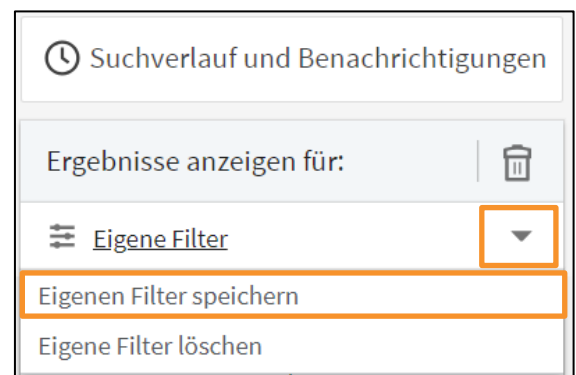 Suchverlauf und Benachrichtigungen
Ergebnisse anzeigen für:
Eigene Filter
Eigenen Filter speichern
Eigene Filter löschen